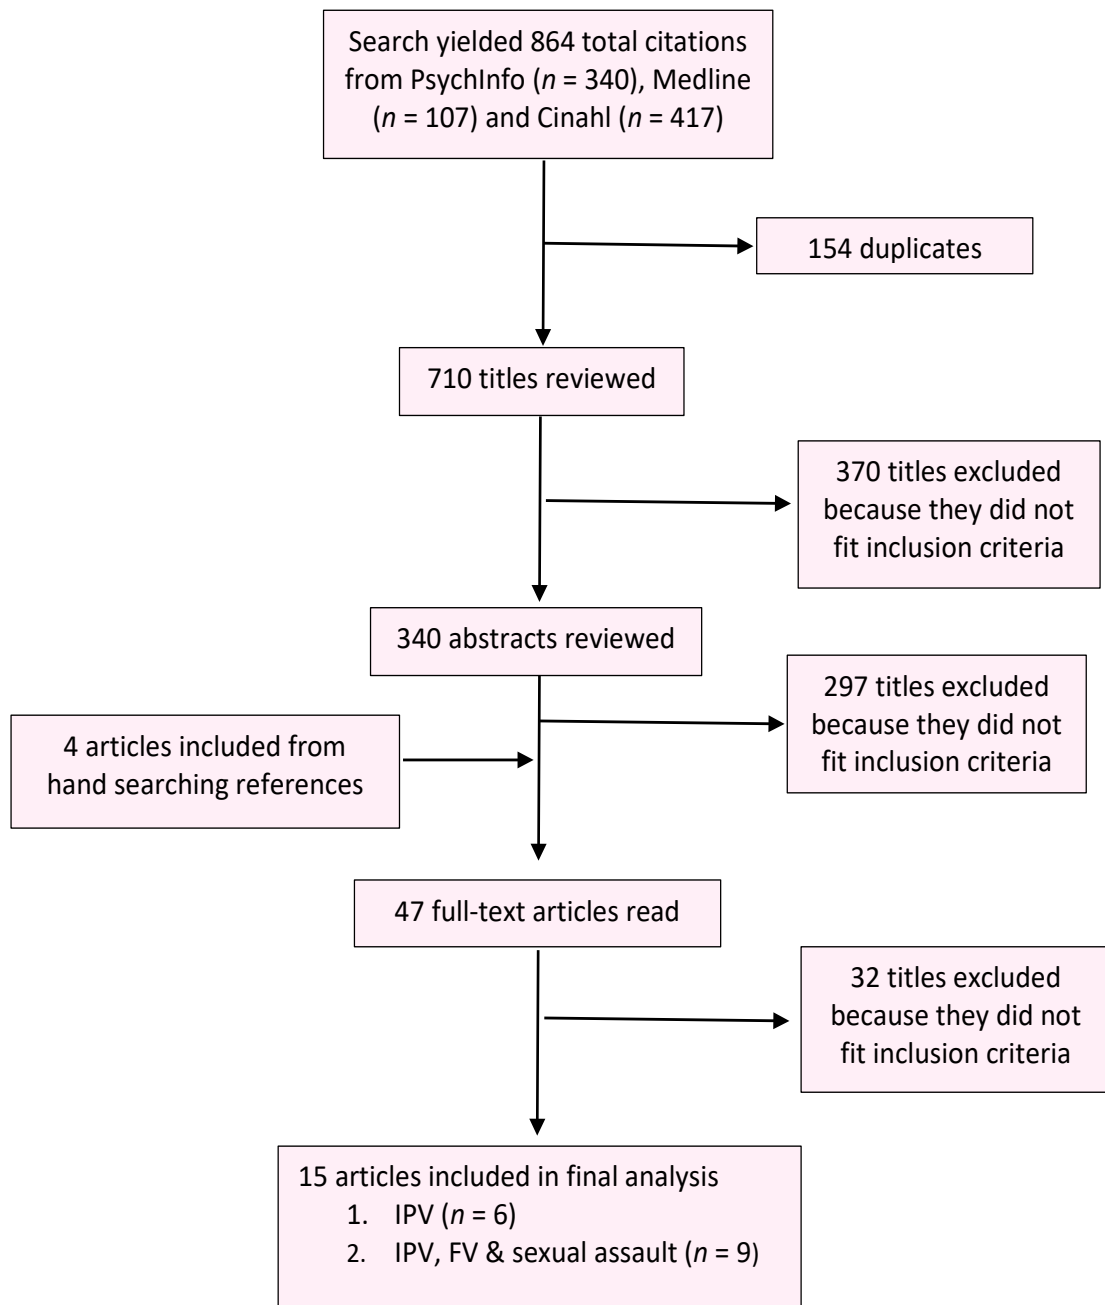 Search yielded 864 total citations
from PsychInfo (n = 340), Medline
(n = 107) and Cinahl (n = 417)
154 duplicates
710 titles reviewed
370 titles excluded
because they did not
fit inclusion criteria
340 abstracts reviewed
297 titles excluded
because they did not
fit inclusion criteria
4 articles included from
hand searching references
47 full-text articles read
32 titles excluded
because they did not
fit inclusion criteria
15 articles included in final analysis
1. IPV (n = 6)
2. IPV, FV & sexual assault (n = 9)